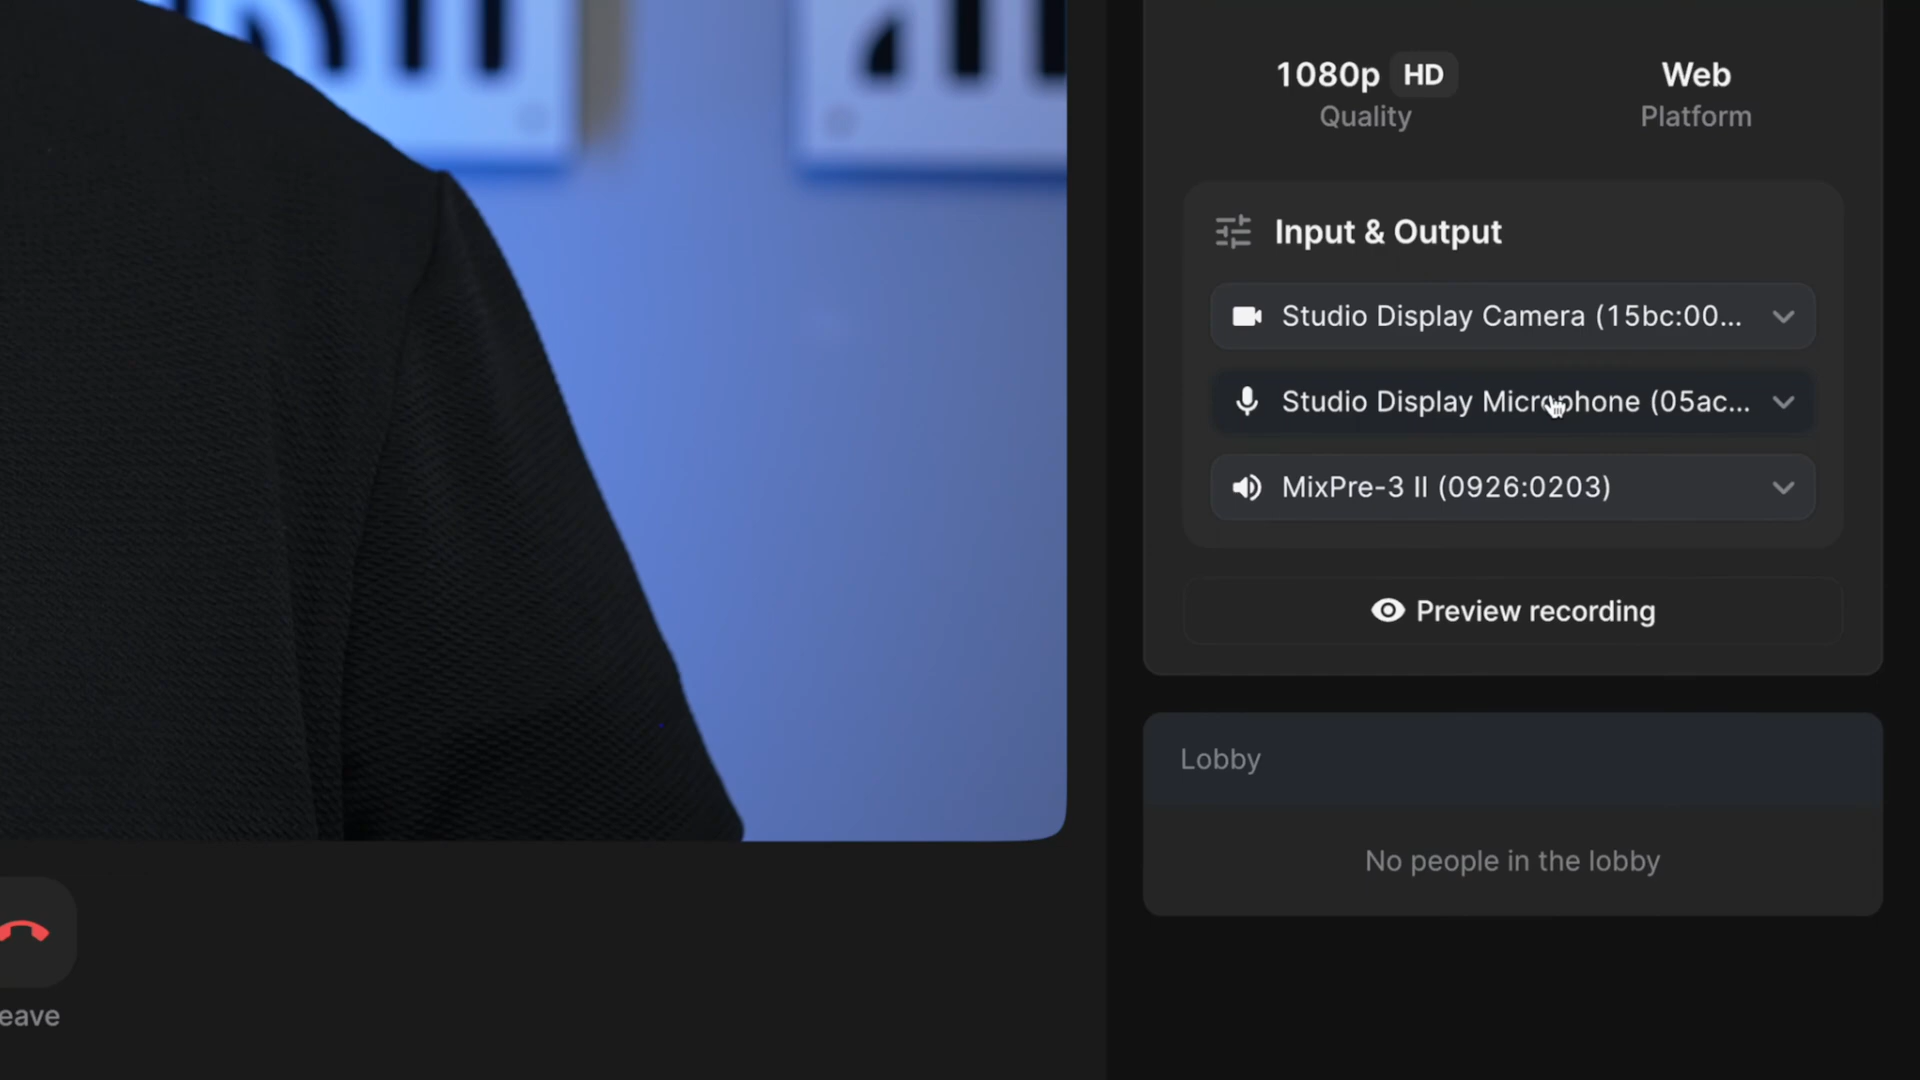 1080p HD
Quality
Web
Platform
Input & Output
Studio Display Camera (15bc:00...
Studio Display Microphone (05ac...
MixPre-3 II (0926:0203)
Preview recording
Lobby
No people in the lobby
eave